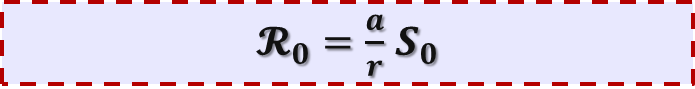 ℛ₀ = a/r S₀